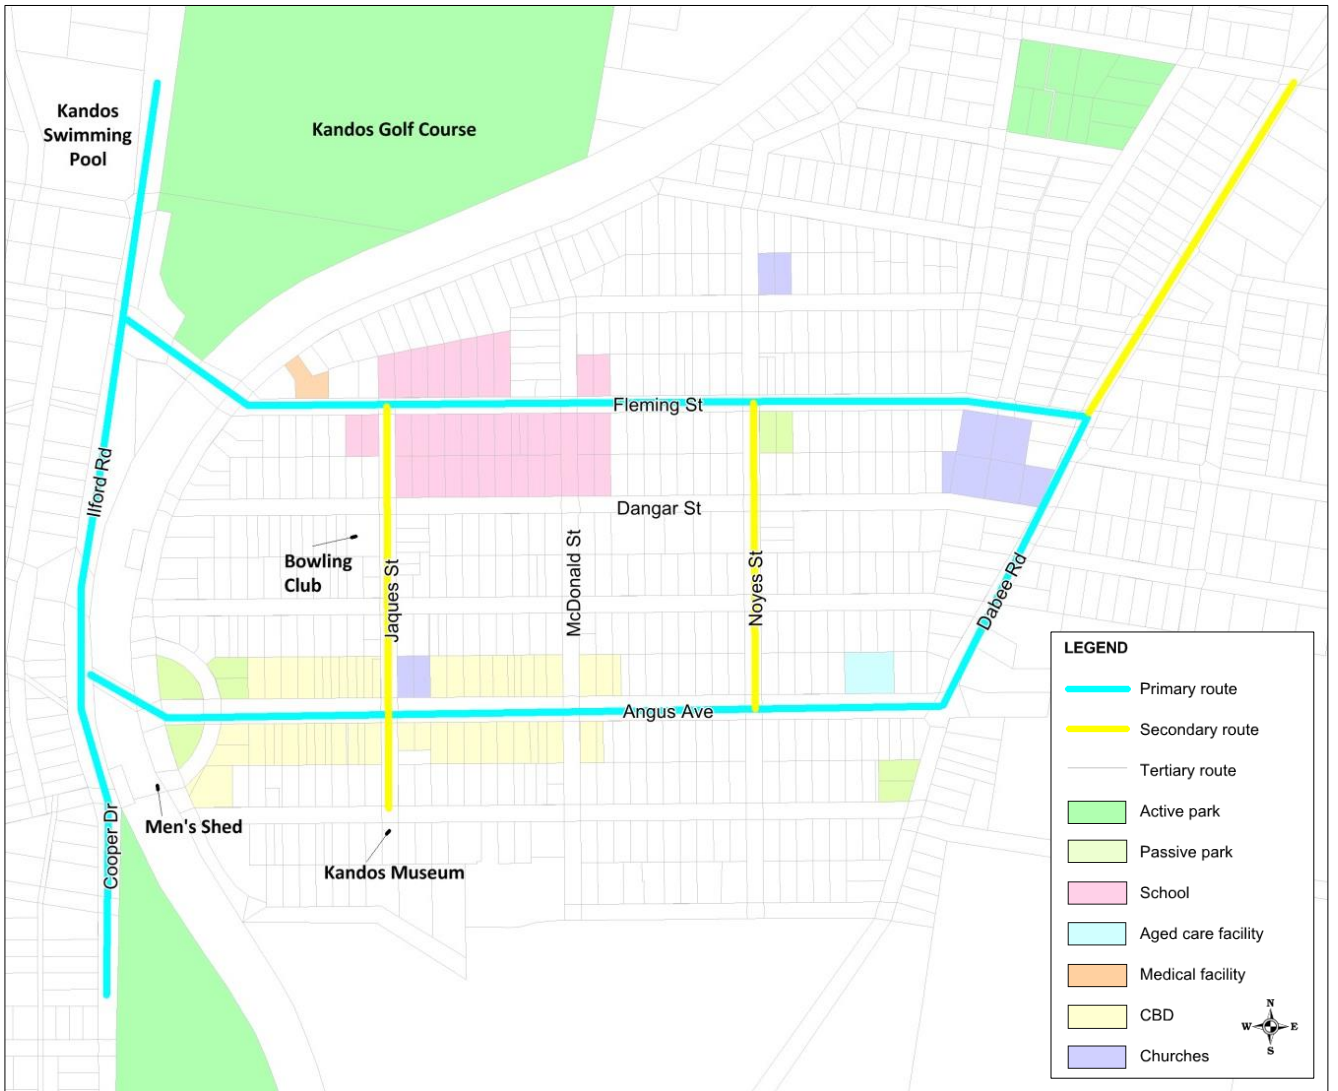 Kandos
Swimming
Pool
Kandos Golf Course
Fleming St
Ilford Rd
Dangar St
Bowling
Club
Jaques St
McDonald St
Noyes St
Dabee Rd
Angus Ave
Men's Shed
Cooper Dr
Kandos Museum
LEGEND
Primary route
Secondary route
Tertiary route
Active park
Passive park
School
Aged care facility
Medical facility
CBD
Churches
N
W E
S